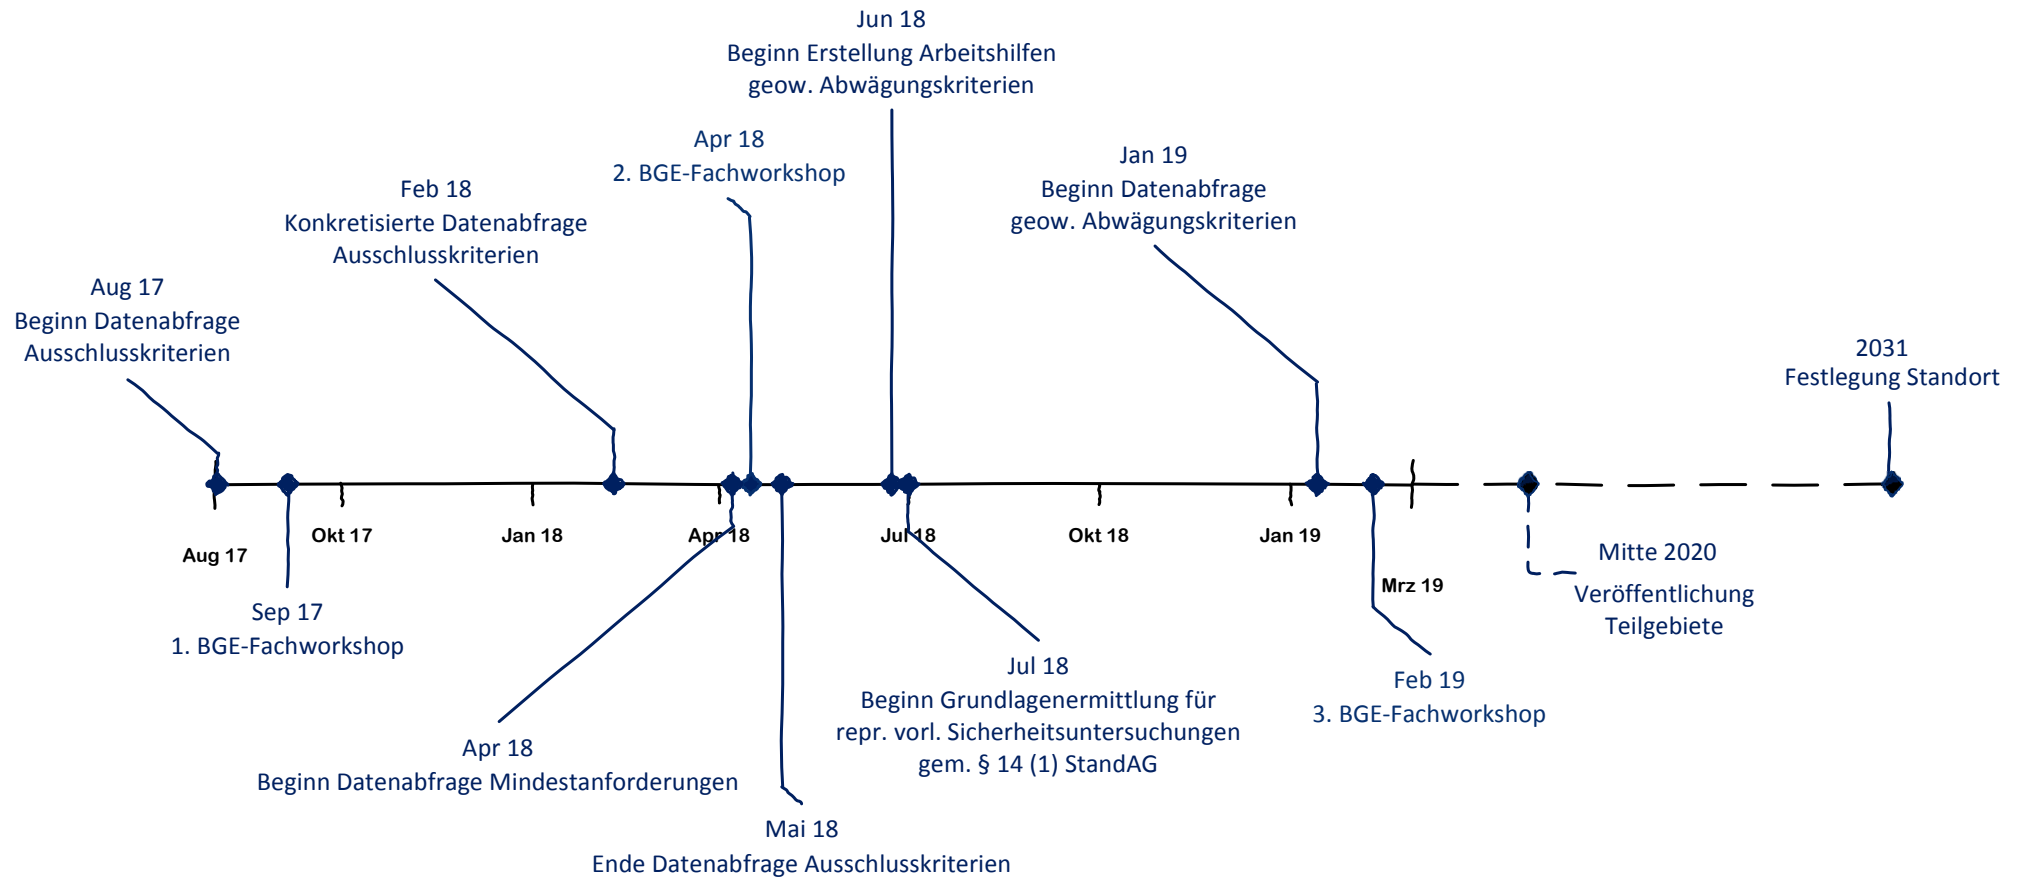 Jun 18
Beginn Erstellung Arbeitshilfen
geow. Abwägungskriterien
Apr 18
2. BGE-Fachworkshop
Jan 19
Beginn Datenabfrage
geow. Abwägungskriterien
Feb 18
Konkretisierte Datenabfrage
Ausschlusskriterien
Aug 17
Beginn Datenabfrage
Ausschlusskriterien
2031
Festlegung Standort
Aug 17
Okt 17
Jan 18
Apr 18
Jul 18
Okt 18
Jan 19
Mrz 19
Mitte 2020
Veröffentlichung
Teilgebiete
Sep 17
1. BGE-Fachworkshop
Jul 18
Beginn Grundlagenermittlung für
repr. vorl. Sicherheitsuntersuchungen
gem. § 14 (1) StandAG
Feb 19
3. BGE-Fachworkshop
Apr 18
Beginn Datenabfrage Mindestanforderungen
Mai 18
Ende Datenabfrage Ausschlusskriterien